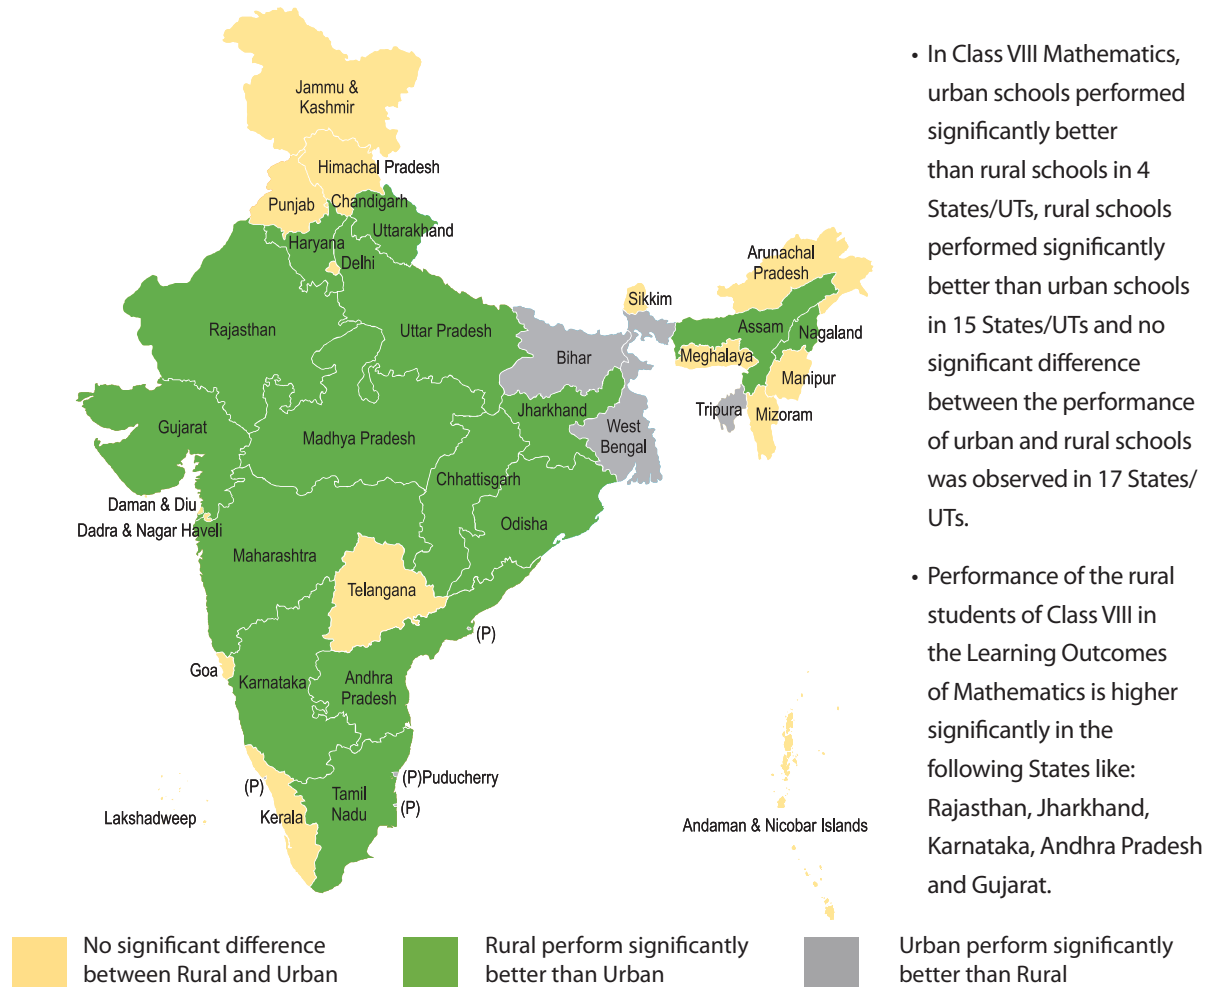 Jammu &
Kashmir
Himachal Pradesh
Punjab
Chandigarh
Uttarakhand
Haryana
Delhi
Arunachal
Pradesh
Sikkim
Rajasthan
Uttar Pradesh
Assam
Nagaland
Bihar
Meghalaya
Manipur
Tripura
Mizoram
Jharkhand
West
Bengal
Gujarat
Madhya Pradesh
Chhattisgarh
Daman & Diu
Dadra & Nagar Haveli
Odisha
Maharashtra
Telangana
(P)
Goa
Karnataka
Andhra
Pradesh
(P)
(P)Puducherry
Tamil
Nadu
(P)
Lakshadweep
Kerala
Andaman & Nicobar Islands
• In Class VIII Mathematics,
urban schools performed
significantly better
than rural schools in 4
States/UTs, rural schools
performed significantly
better than urban schools
in 15 States/UTs and no
significant difference
between the performance
of urban and rural schools
was observed in 17 States/
UTs.
• Performance of the rural
students of Class VIII in
the Learning Outcomes
of Mathematics is higher
significantly in the
following States like:
Rajasthan, Jharkhand,
Karnataka, Andhra Pradesh
and Gujarat.
No significant difference
between Rural and Urban
Rural perform significantly
better than Urban
Urban perform significantly
better than Rural